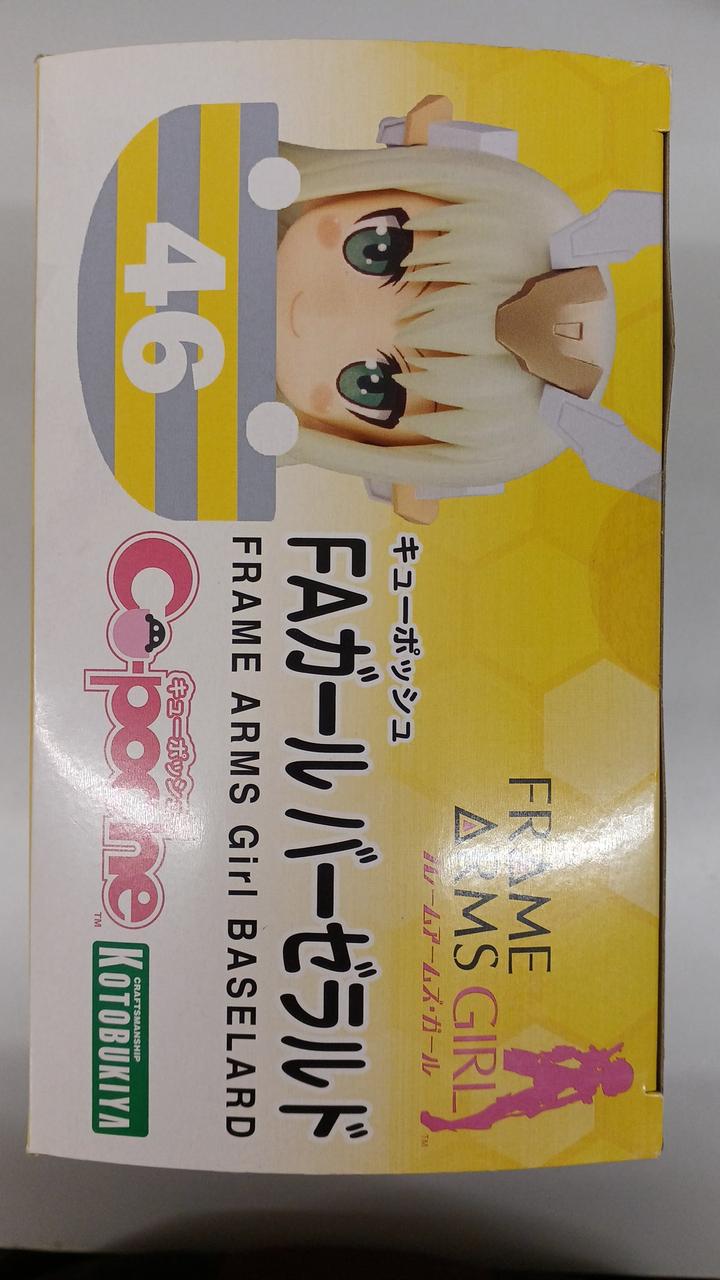 FRAME
ARMS GIRL
フレームアームズ・ガール
TM
キューポッシュ
FAガール バーゼラルド
FRAME ARMS Girl BASELARD
46
キューポッシュ
Cu-poche
TM
CRAFTSMANSHIP
KOTOBUKIYA